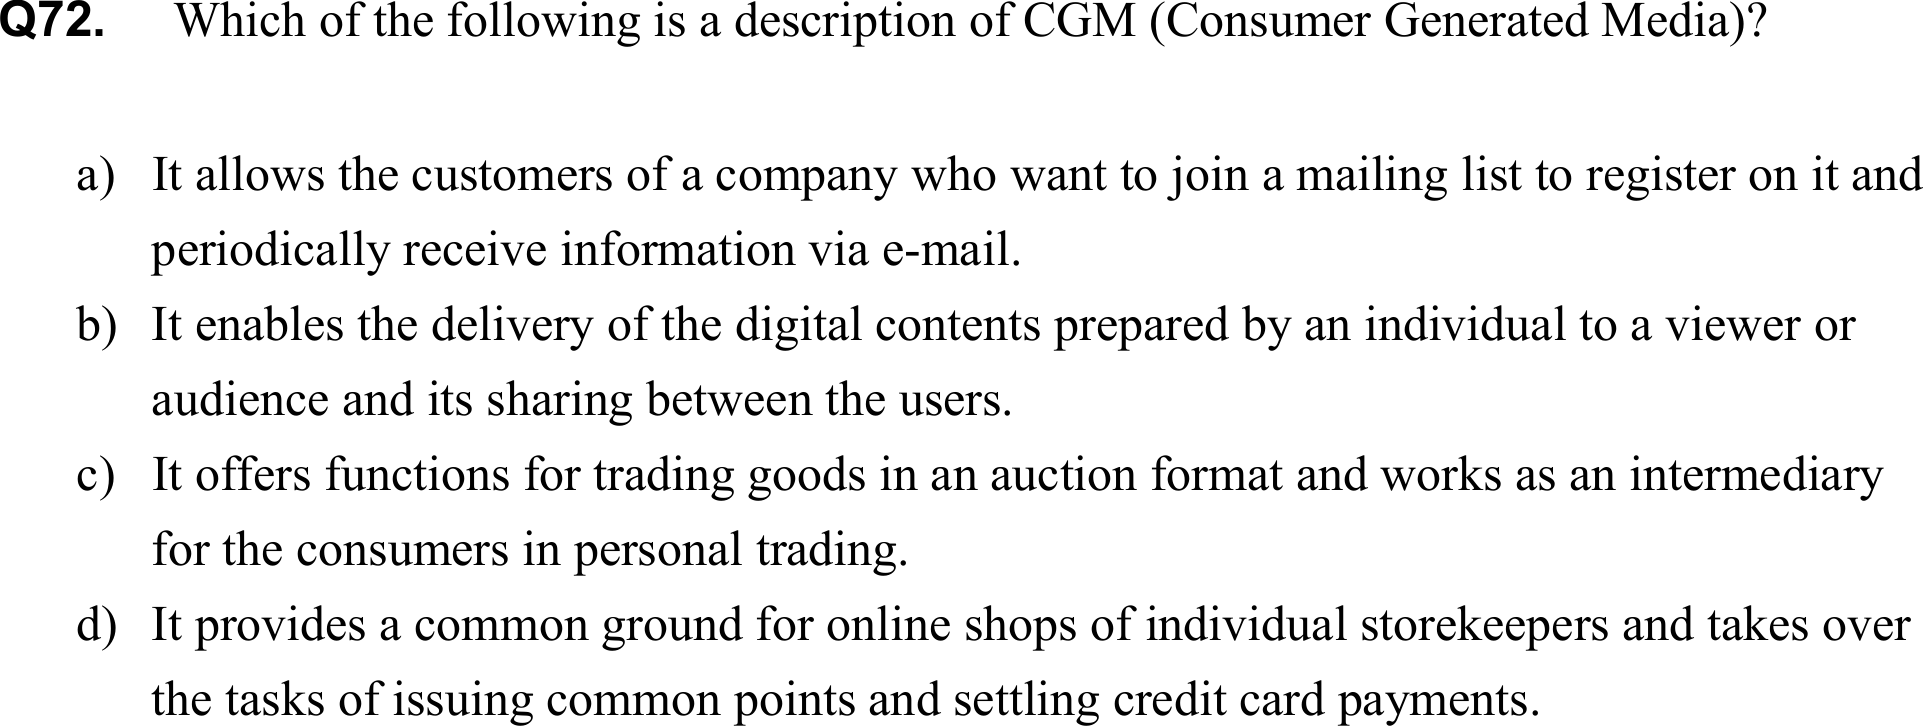 Q72. Which of the following is a description of CGM (Consumer Generated Media)?
a) It allows the customers of a company who want to join a mailing list to register on it and
periodically receive information via e-mail.
b) It enables the delivery of the digital contents prepared by an individual to a viewer or
audience and its sharing between the users.
c) It offers functions for trading goods in an auction format and works as an intermediary
for the consumers in personal trading.
d) It provides a common ground for online shops of individual storekeepers and takes over
the tasks of issuing common points and settling credit card payments.